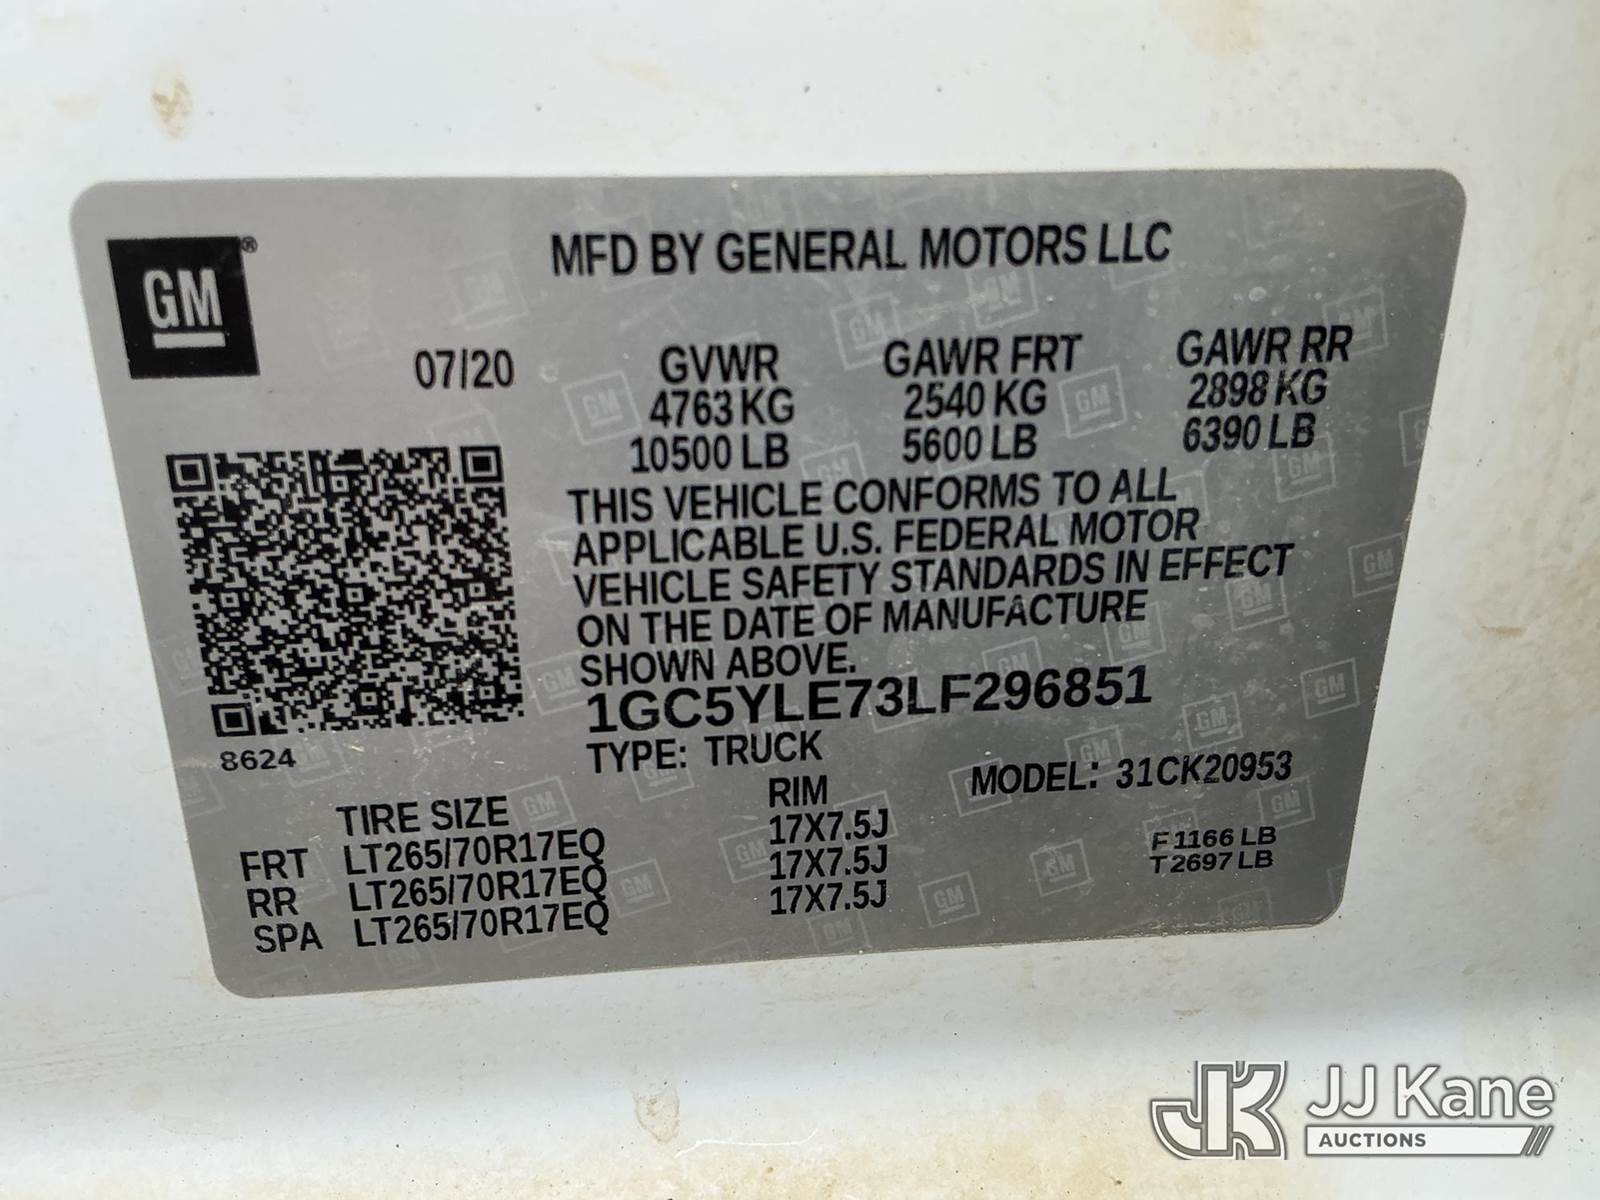 GM®
MFD BY GENERAL MOTORS LLC
07/20
GVWR
4763 KG
10500 LB
GAWR FRT
2540 KG
5600 LB
GAWR RR
2898 KG
6390 LB
THIS VEHICLE CONFORMS TO ALL
APPLICABLE U.S. FEDERAL MOTOR
VEHICLE SAFETY STANDARDS IN EFFECT
ON THE DATE OF MANUFACTURE
SHOWN ABOVE.
1GC5YLE73LF296851
8624
TYPE: TRUCK
MODEL: 31CK20953
TIRE SIZE RIM
FRT LT265/70R17EQ 17X7.5J
RR LT265/70R17EQ 17X7.5J
SPA LT265/70R17EQ 17X7.5J
F 1166 LB
T 2697 LB
JK JJ Kane
AUCTIONS